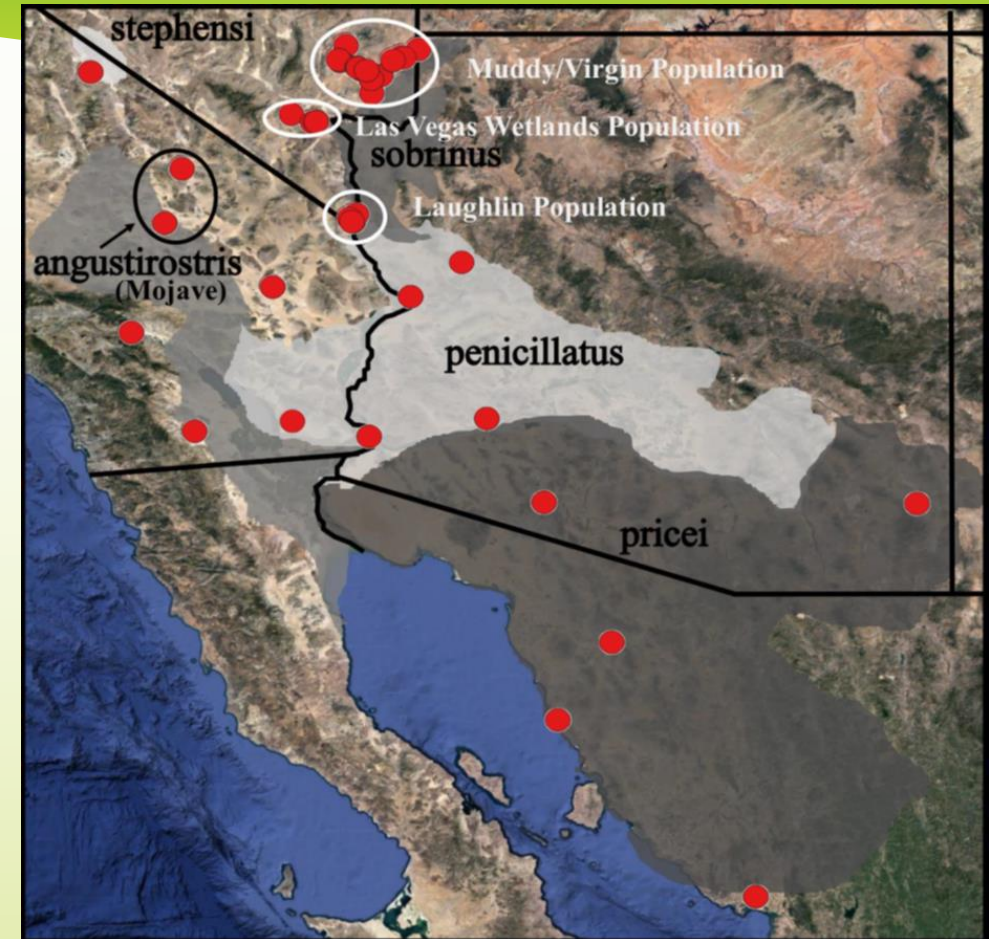 stephensi
Muddy/Virgin Population
Las Vegas Wetlands Population
sobrinus
Laughlin Population
angustirostris
(Mojave)
penicillatus
pricei